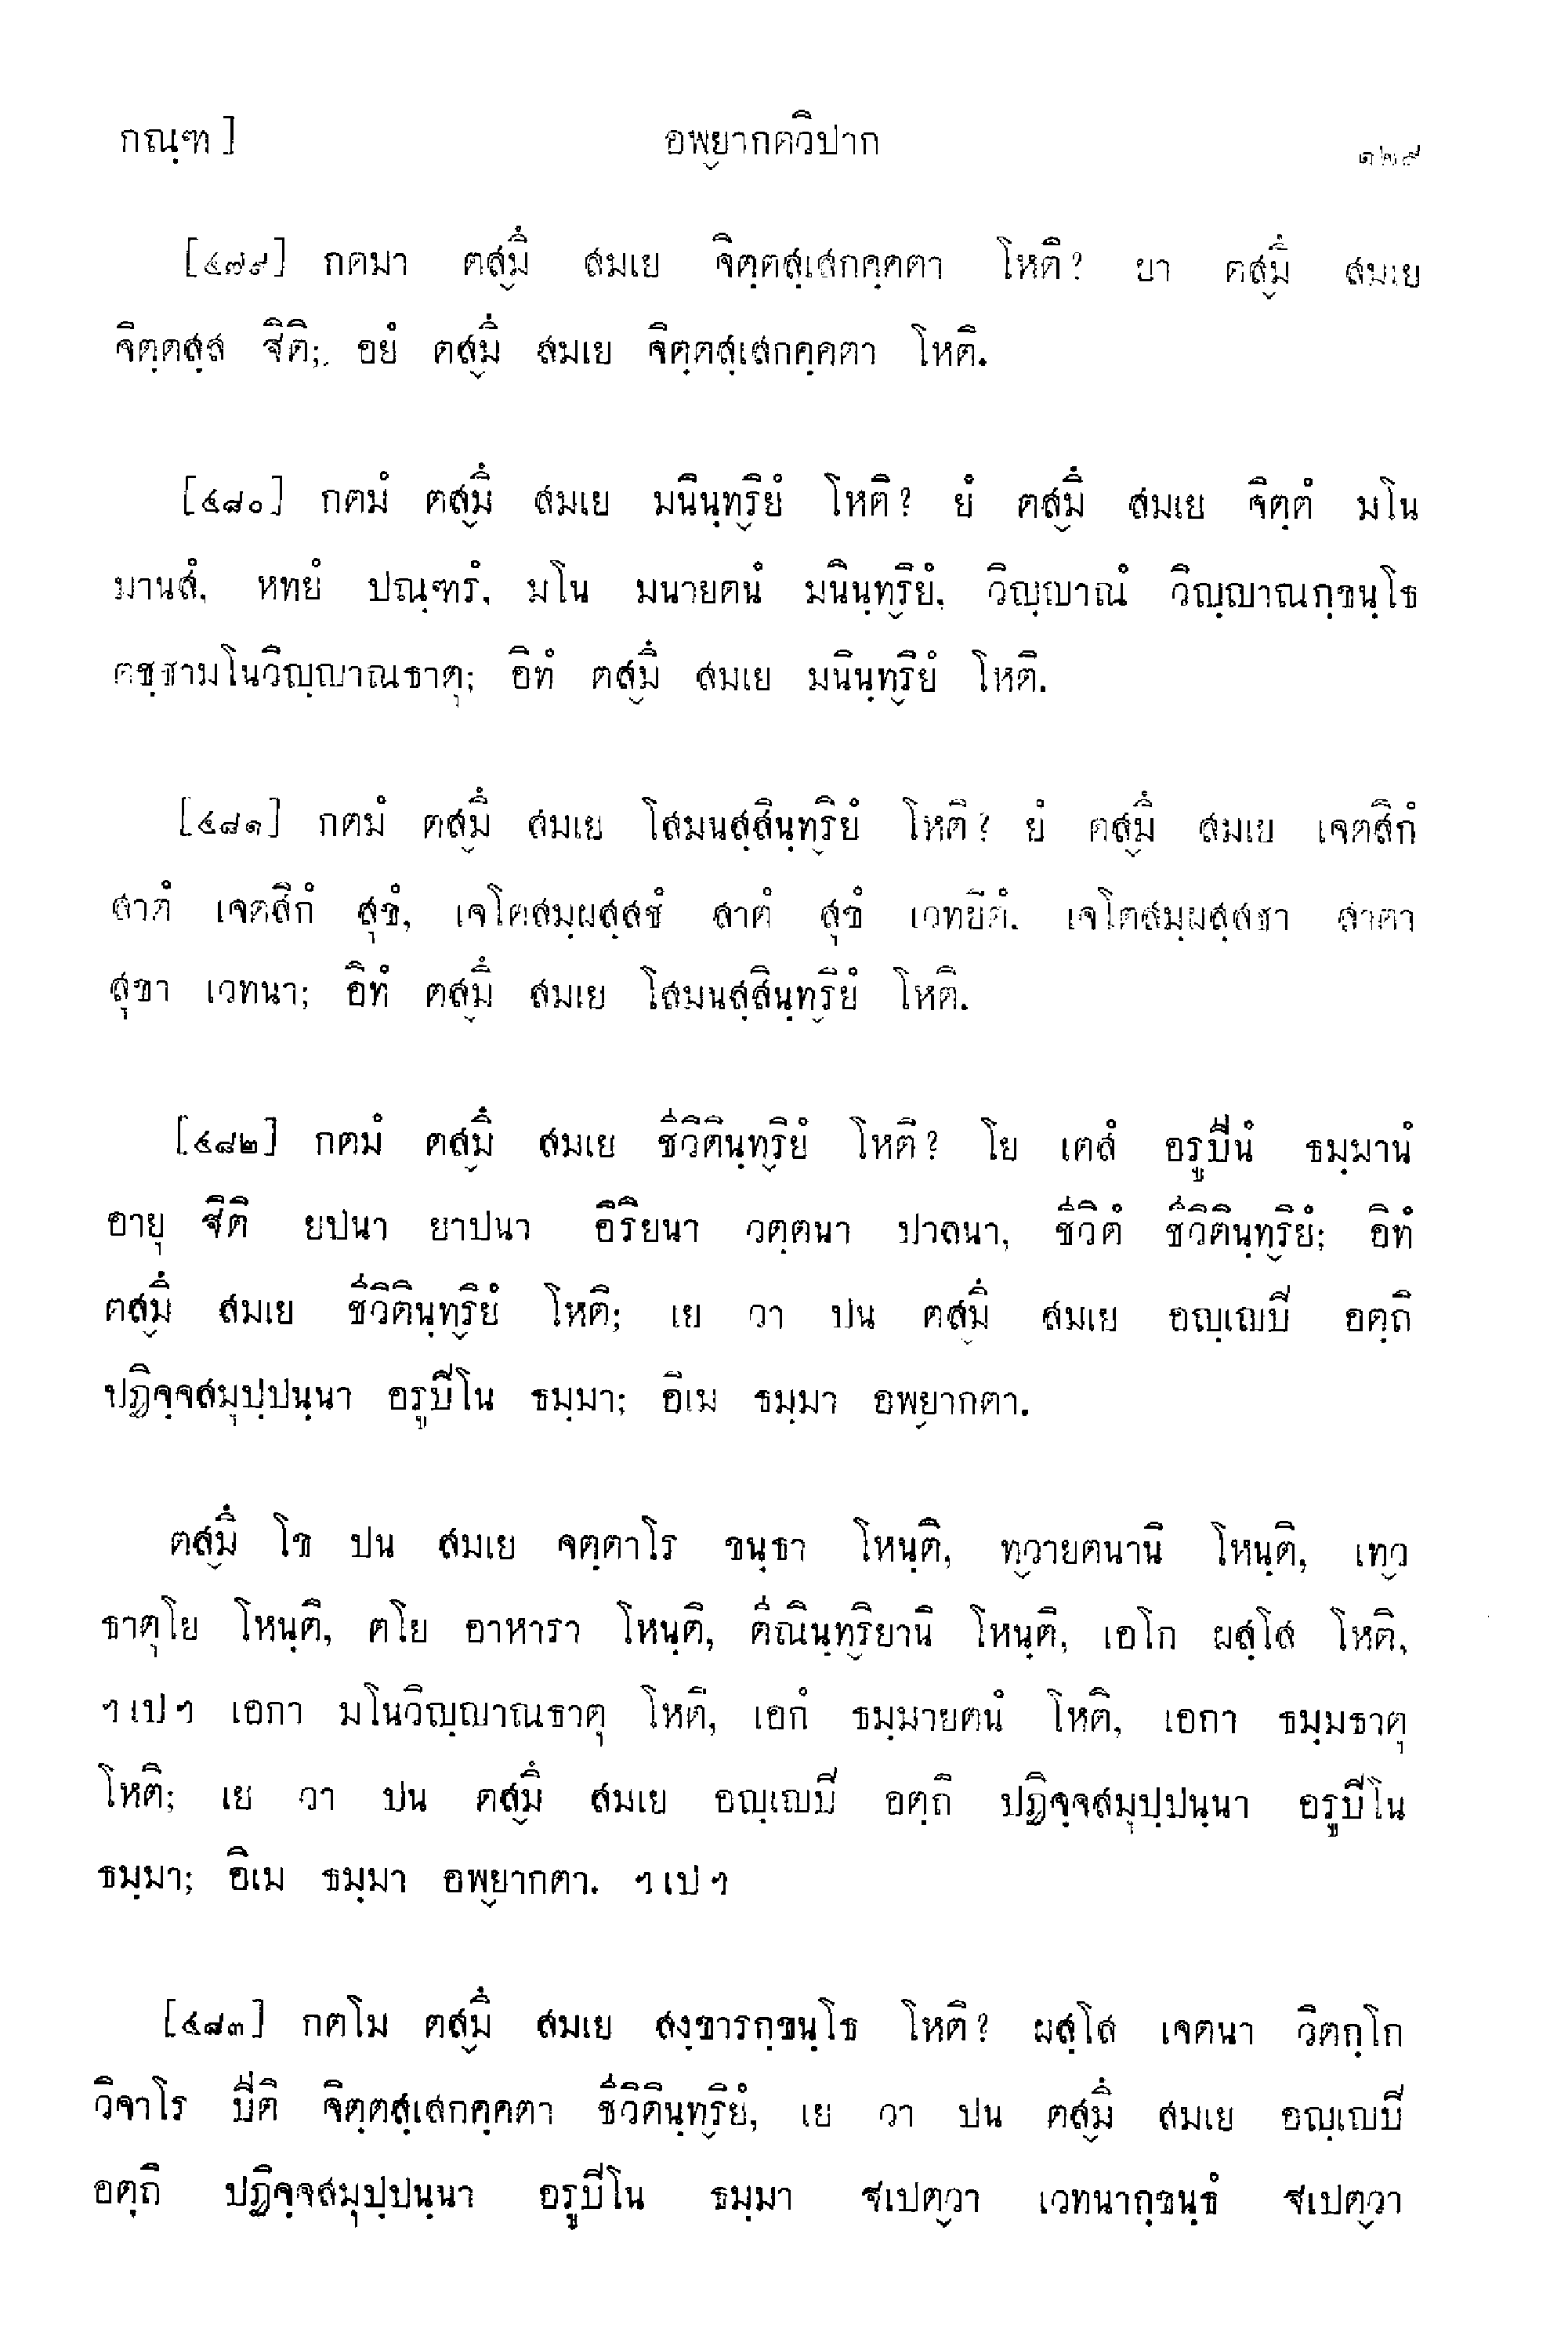 กณฺฑ ] อพฺยากตวิปาก ๑๒๙
[๔๗๙] กตมา ตสฺมึ สมเย จิตฺตสฺเสกคฺคตา โหติ? ยา ตสฺมึ สมเย
จิตฺตสฺส ฐิติ; อยํ ตสฺมึ สมเย จิตฺตสฺเสกคฺคตา โหติ.
[๔๘๐] กตมํ ตสฺมึ สมเย มนินฺทฺริยํ โหติ? ยํ ตสฺมึ สมเย จิตฺตํ มโน
มานสํ, หทยํ ปณฺฑรํ, มโน มนายตนํ มนินฺทฺริยํ, วิญฺญาณํ วิญฺญาณกฺขนฺโธ
ตชฺชามโนวิญฺญาณธาตุ; อิทํ ตสฺมึ สมเย มนินฺทฺริยํ โหติ.
[๔๘๑] กตมํ ตสฺมึ สมเย โสมนสฺสินฺทฺริยํ โหติ? ยํ ตสฺมึ สมเย เจตสิกํ
สาตํ เจตสิกํ สุขํ, เจโตสมฺผสฺสชํ สาตํ สุขํ เวทยิตํ, เจโตสมฺผสฺสชา สาตา
สุขา เวทนา; อิทํ ตสฺมึ สมเย โสมนสฺสินฺทฺริยํ โหติ.
[๔๘๒] กตมํ ตสฺมึ สมเย ชีวิตินฺทฺริยํ โหติ? โย เตสํ อรูปีนํ ธมฺมานํ
อายุ ฐิติ ยปนา ยาปนา อิริยนา วตฺตนา ปาลนา, ชีวิตํ ชีวิตินฺทฺริยํ; อิทํ
ตสฺมึ สมเย ชีวิตินฺทฺริยํ โหติ; เย วา ปน ตสฺมึ สมเย อญฺเญปิ อตฺถิ
ปฏิจฺจสมุปฺปนฺนา อรูปิโน ธมฺมา; อิเม ธมฺมา อพฺยากตา.
ตสฺมึ โข ปน สมเย จตฺตาโร ขนฺธา โหนฺติ, ทฺวายตนานิ โหนฺติ, เทฺว
ธาตุโย โหนฺติ, ตโย อาหารา โหนฺติ, ตีณินฺทฺริยานิ โหนฺติ, เอโก ผสฺโส โหติ,
ฯเปฯ เอกา มโนวิญฺญาณธาตุ โหติ, เอกํ ธมฺมายตนํ โหติ, เอกา ธมฺมธาตุ
โหติ; เย วา ปน ตสฺมึ สมเย อญฺเญปิ อตฺถิ ปฏิจฺจสมุปฺปนฺนา อรูปิโน
ธมฺมา; อิเม ธมฺมา อพฺยากตา. ฯเปฯ
[๔๘๓] กตโม ตสฺมึ สมเย สงฺขารกฺขนฺโธ โหติ? ผสฺโส เจตนา วิตกฺโก
วิจาโร ปีติ จิตฺตสฺเสกคฺคตา ชีวิตินฺทฺริยํ, เย วา ปน ตสฺมึ สมเย อญฺเญปิ
อตฺถิ ปฏิจฺจสมุปฺปนฺนา อรูปิโน ธมฺมา ฐเปตฺวา เวทนากฺขนฺธํ ฐเปตฺวา